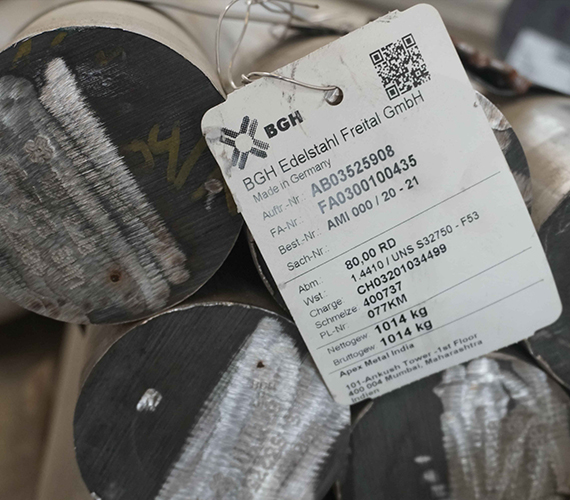 BGH
BGH Edelstahl Freital GmbH
Made in Germany
Auftr.-Nr.: AB03525908
FA-Nr.: FA0300100435
Best.-Nr.: AMI 000 / 20 - 21
Sach-Nr.:
Abm. 80,00 RD
Wst.: 1.4410 / UNS S32750 - F53
Charge CH03201034499
Schmelze: 400737
PL-Nr.: 077KM
Nettogew. 1014 kg
Bruttogew. 1014 kg
Apex Metal India
101-Ankush Tower -1st Floor
400 004 Mumbai, Maharashtra
Indien